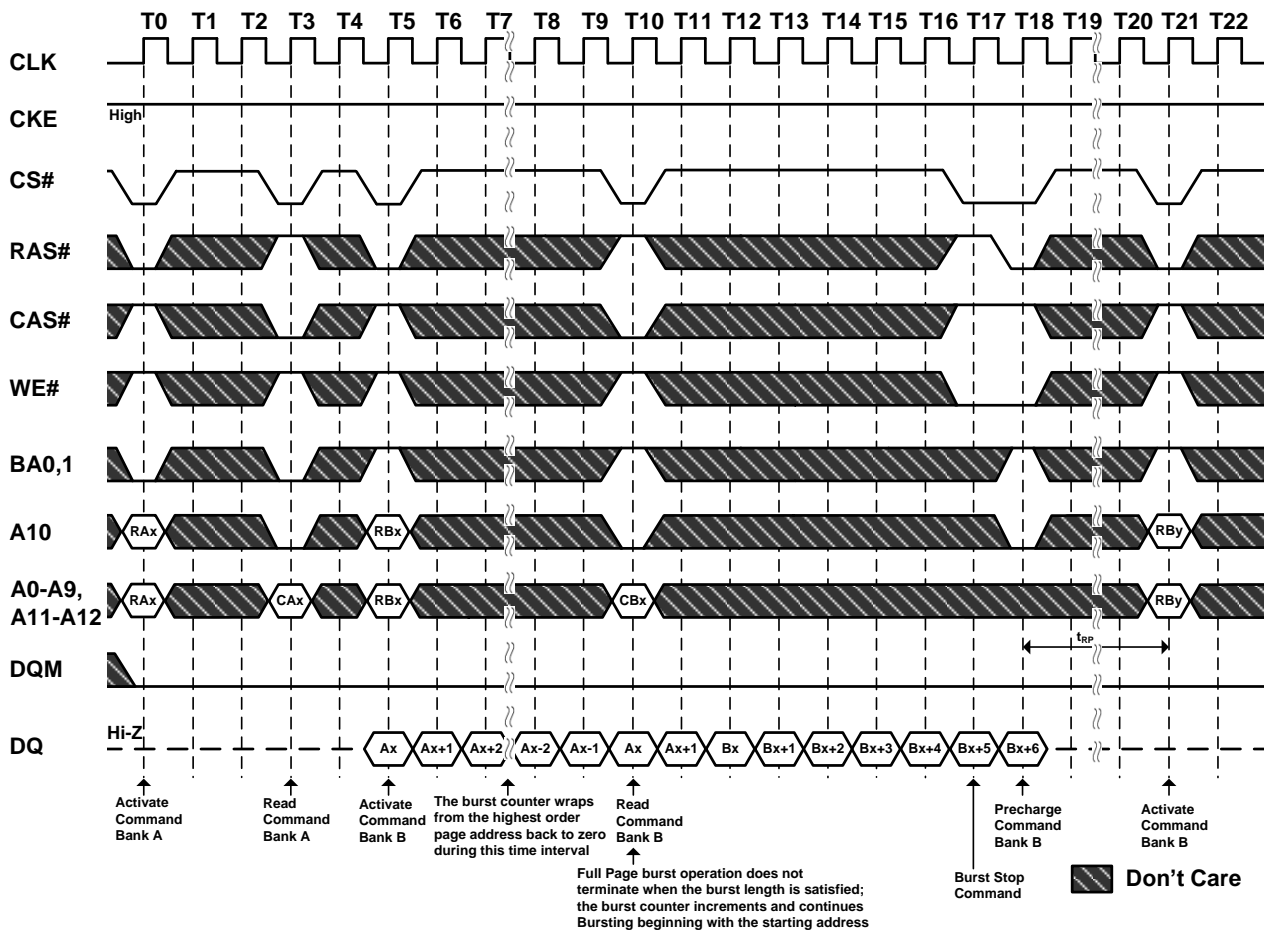 T0 T1 T2 T3 T4 T5 T6 T7 T8 T9 T10 T11 T12 T13 T14 T15 T16 T17 T18 T19 T20 T21 T22
CLK
CKE
High
CS#
RAS#
CAS#
WE#
BA0,1
A10
RAx RBx RBy
A0-A9,
A11-A12
RAx CAx RBx CBx RBy
tRP
DQM
Hi-Z
DQ
Ax Ax+1 Ax+2 Ax-2 Ax-1 Ax Ax+1 Bx Bx+1 Bx+2 Bx+3 Bx+4 Bx+5 Bx+6
Activate
Command
Bank A
Read
Command
Bank A
Activate
Command
Bank B
The burst counter wraps
from the highest order
page address back to zero
during this time interval
Read
Command
Bank B
Full Page burst operation does not
terminate when the burst length is satisfied;
the burst counter increments and continues
Bursting beginning with the starting address
Burst Stop
Command
Precharge
Command
Bank B
Activate
Command
Bank B
Don't Care